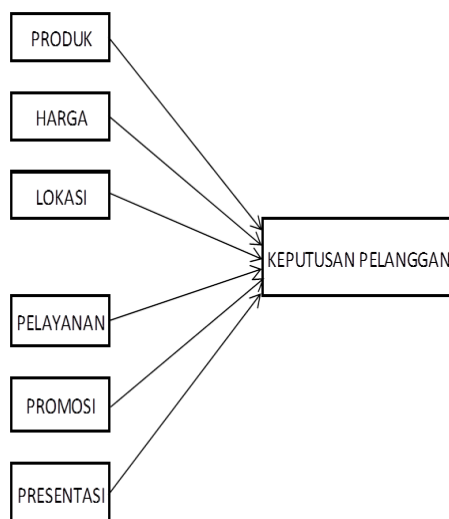 PRODUK
HARGA
LOKASI
KEPUTUSAN PELANGGAN
PELAYANAN
PROMOSI
PRESENTASI